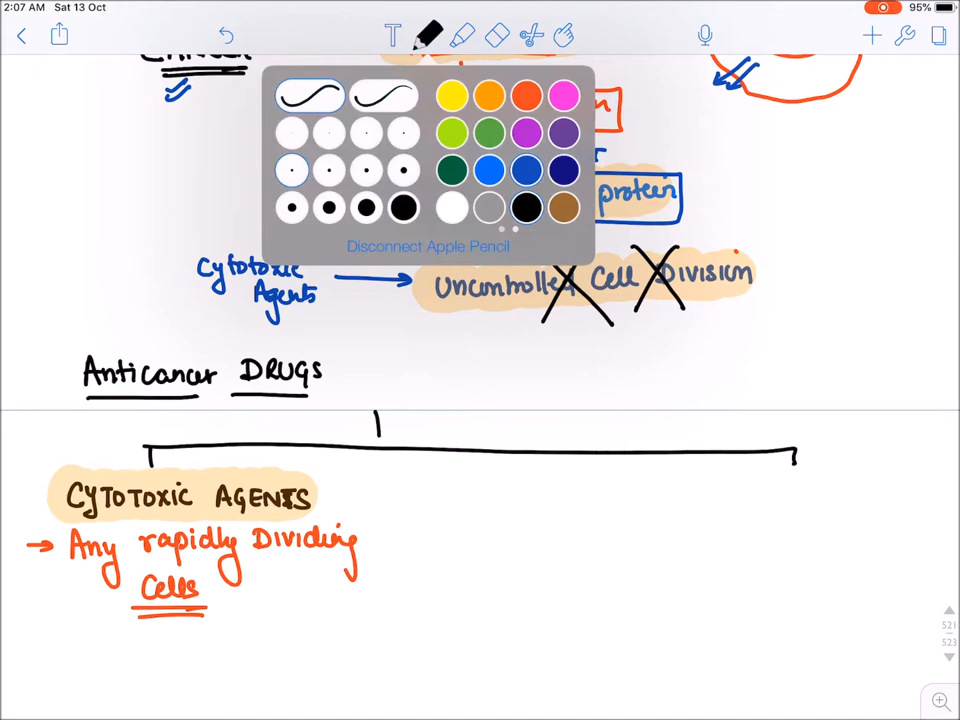 2:07 AM Sat 13 Oct 95%
T
protein
Disconnect Apple Pencil
Cytotoxic
Agents
Uncontrolled Cell Division
Anticancer DRUGS
CYTOTOXIC AGENTS
→ Any rapidly Dividing
Cells
521
523